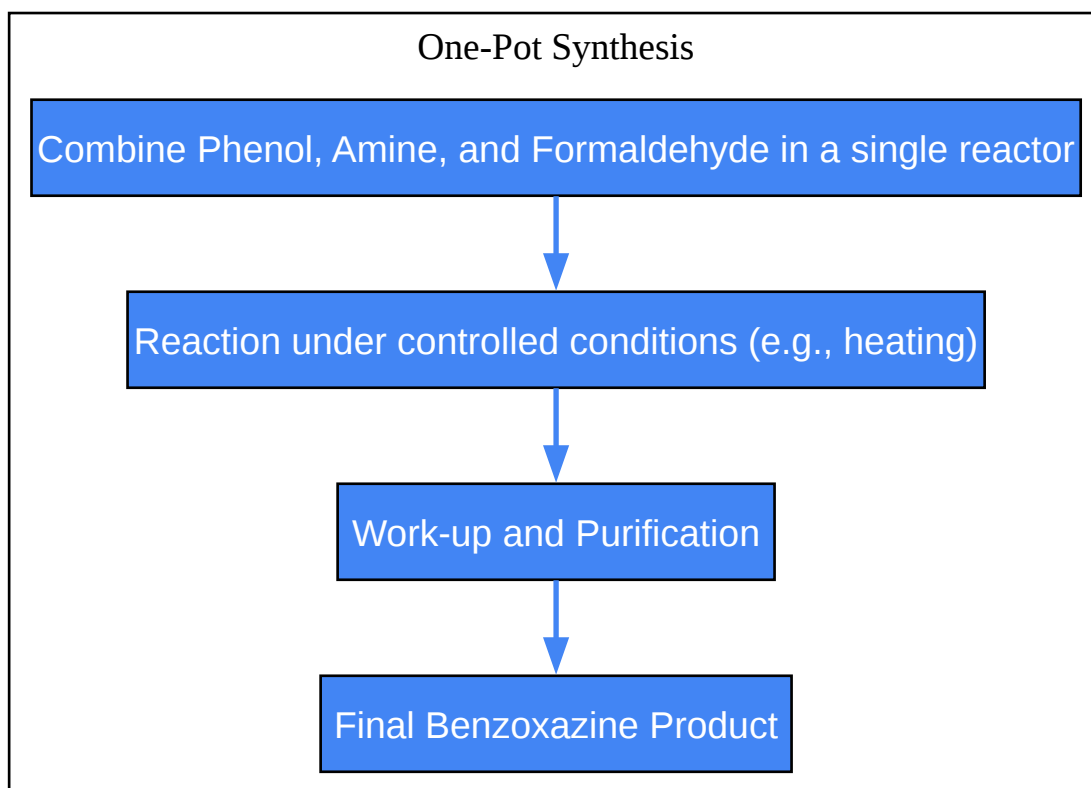 One-Pot Synthesis
Combine Phenol, Amine, and Formaldehyde in a single reactor
Reaction under controlled conditions (e.g., heating)
Work-up and Purification
Final Benzoxazine Product